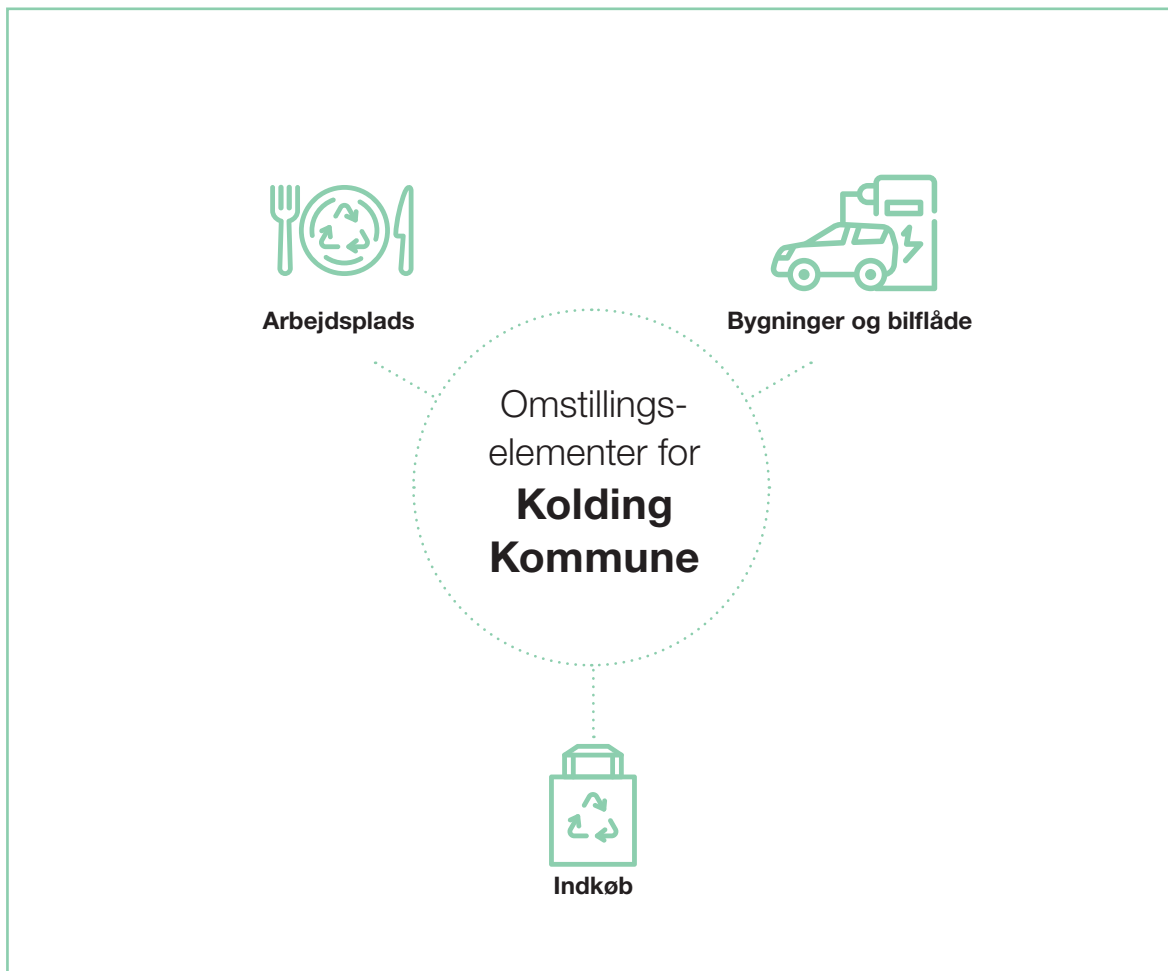 Arbejdsplads
Bygninger og bilflåde
Omstillings-
elementer for
Kolding
Kommune
Indkøb